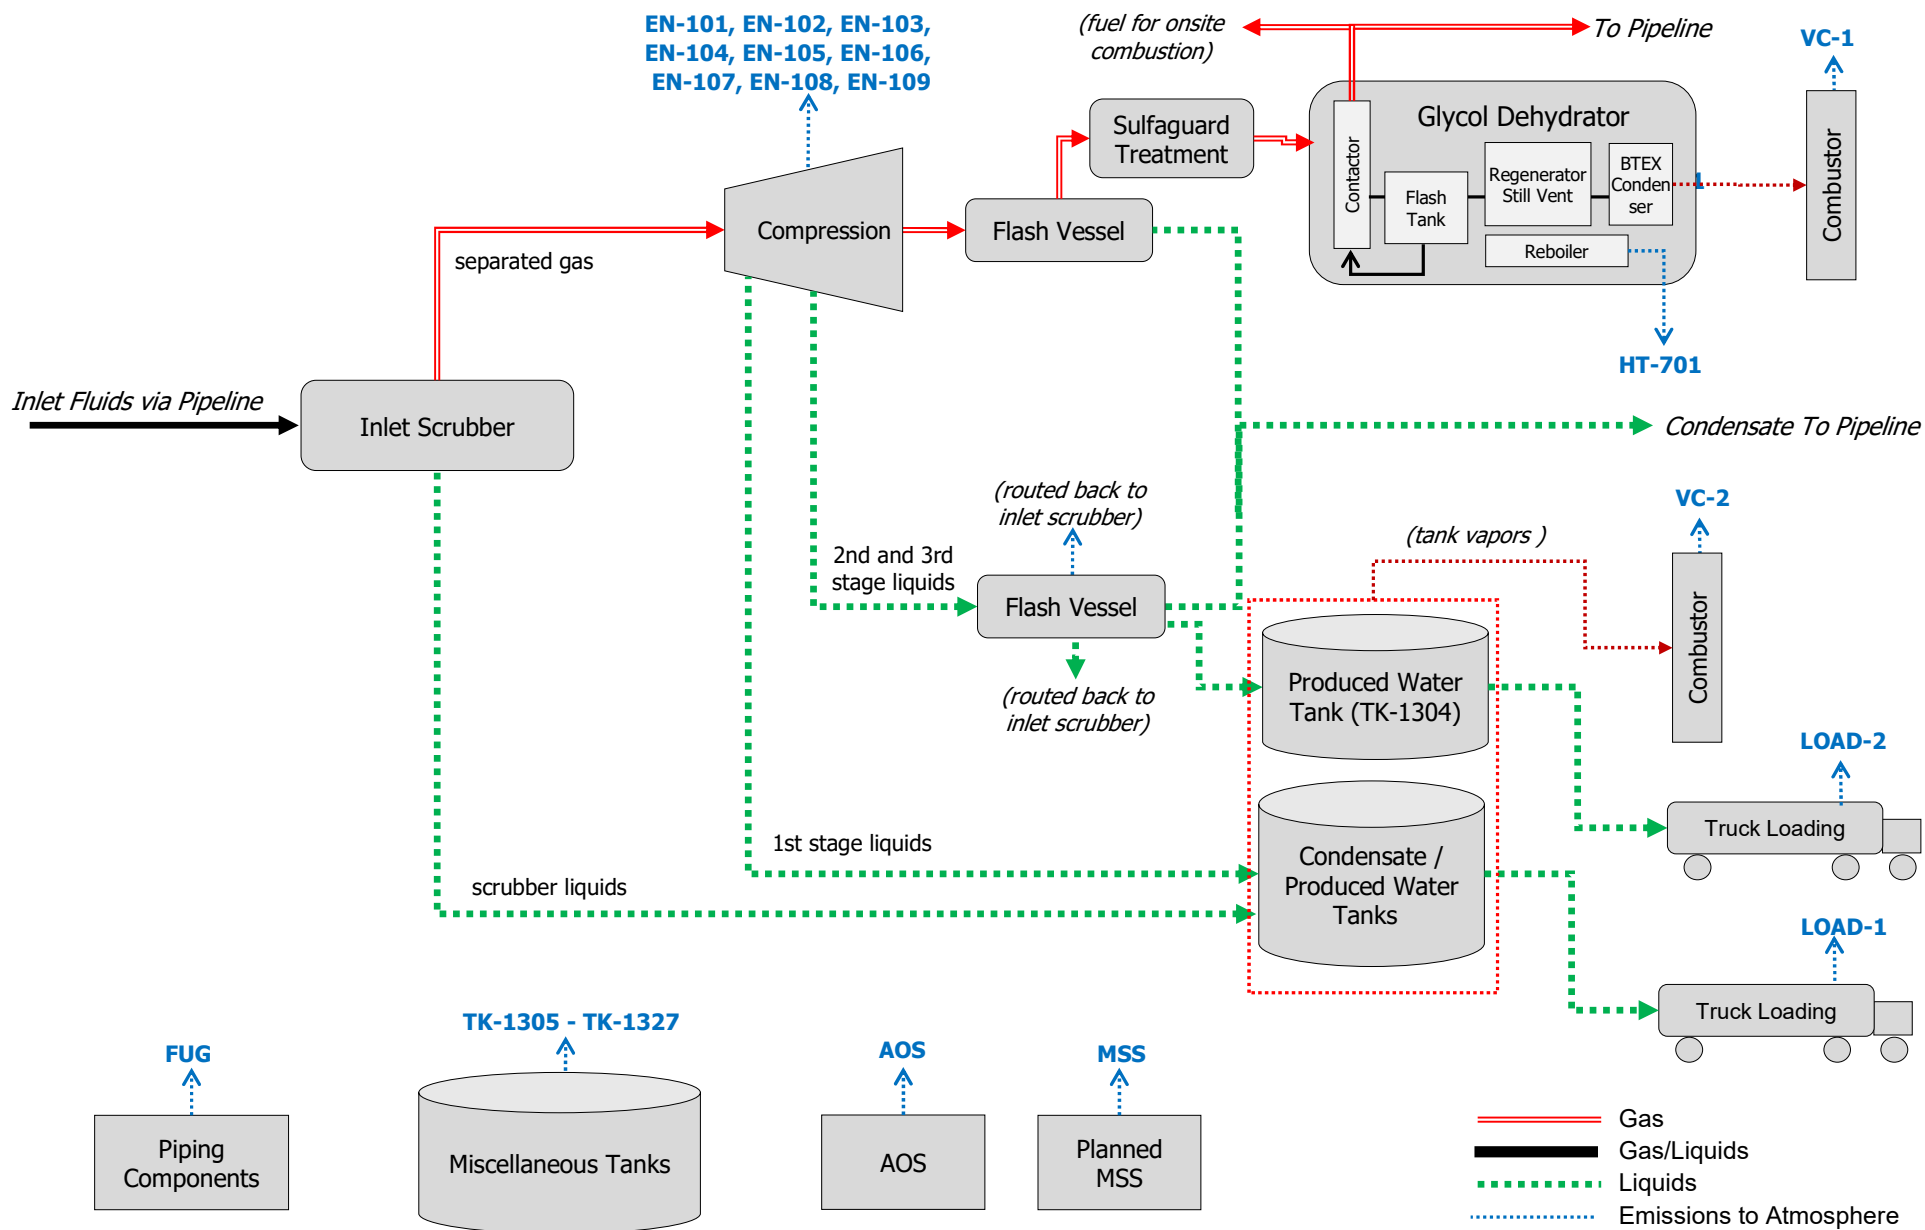 EN-101, EN-102, EN-103,
EN-104, EN-105, EN-106,
EN-107, EN-108, EN-109
(fuel for onsite
combustion)
To Pipeline
VC-1
Sulfaguard
Treatment
Glycol Dehydrator
Contactor
Flash
Tank
Regenerator
Still Vent
BTEX
Conden
ser
1
Reboiler
Combustor
Compression
Flash Vessel
separated gas
HT-701
Inlet Fluids via Pipeline
Inlet Scrubber
Condensate To Pipeline
(routed back to
inlet scrubber)
VC-2
(tank vapors )
2nd and 3rd
stage liquids
Flash Vessel
Combustor
(routed back to
inlet scrubber)
Produced Water
Tank (TK-1304)
LOAD-2
Truck Loading
1st stage liquids
Condensate /
Produced Water
Tanks
scrubber liquids
LOAD-1
Truck Loading
FUG
Piping
Components
TK-1305 - TK-1327
Miscellaneous Tanks
AOS
AOS
MSS
Planned
MSS
Gas
Gas/Liquids
Liquids
Emissions to Atmosphere